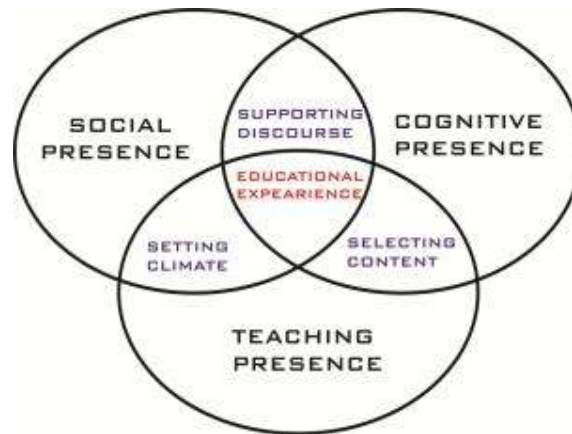 SUPPORTING
DISCOURSE
SOCIAL
PRESENCE
COGNITIVE
PRESENCE
EDUCATIONAL
EXPEARIENCE
SETTING
CLIMATE
SELECTING
CONTENT
TEACHING
PRESENCE